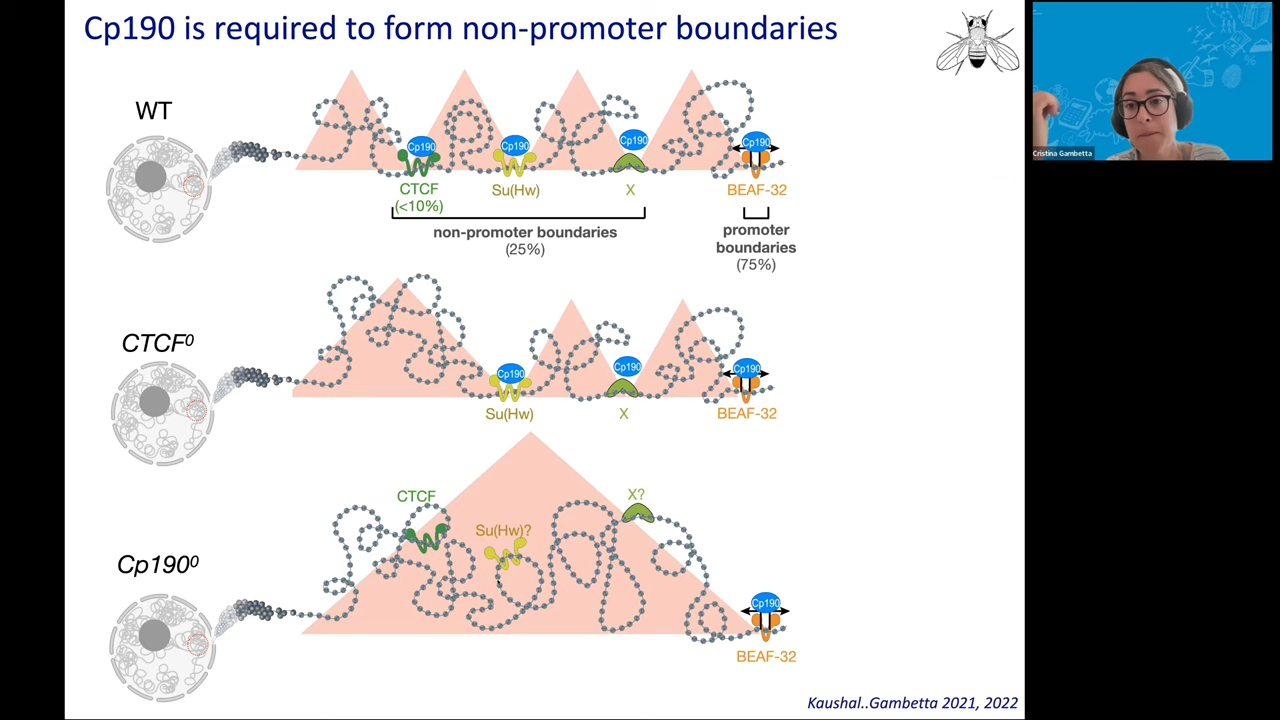 Cp190 is required to form non-promoter boundaries
Cristina Gambetta
WT
Cp190
Cp190
Cp190
Cp190
CTCF
(<10%)
Su(Hw)
X
BEAF-32
non-promoter boundaries
(25%)
promoter
boundaries
(75%)
CTCF⁰
Cp190
Cp190
Cp190
Su(Hw)
X
BEAF-32
Cp190⁰
CTCF
Su(Hw)?
X?
Cp190
BEAF-32
Kaushal..Gambetta 2021, 2022